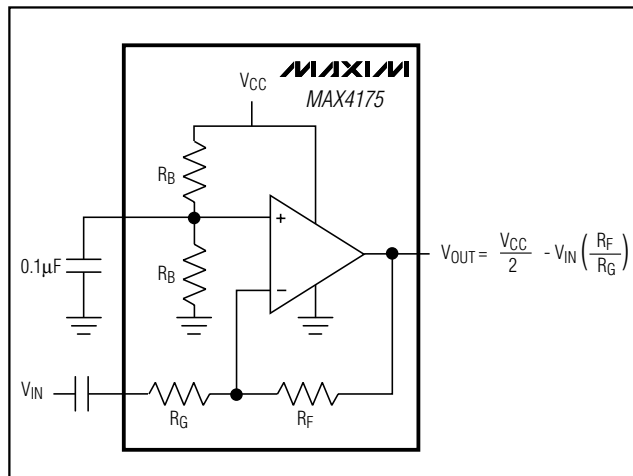 MAXIM
MAX4175
VCC
RB
0.1µF
RB
+
−
VOUT = VCC/2 - VIN (RF/RG)
VIN
RG
RF